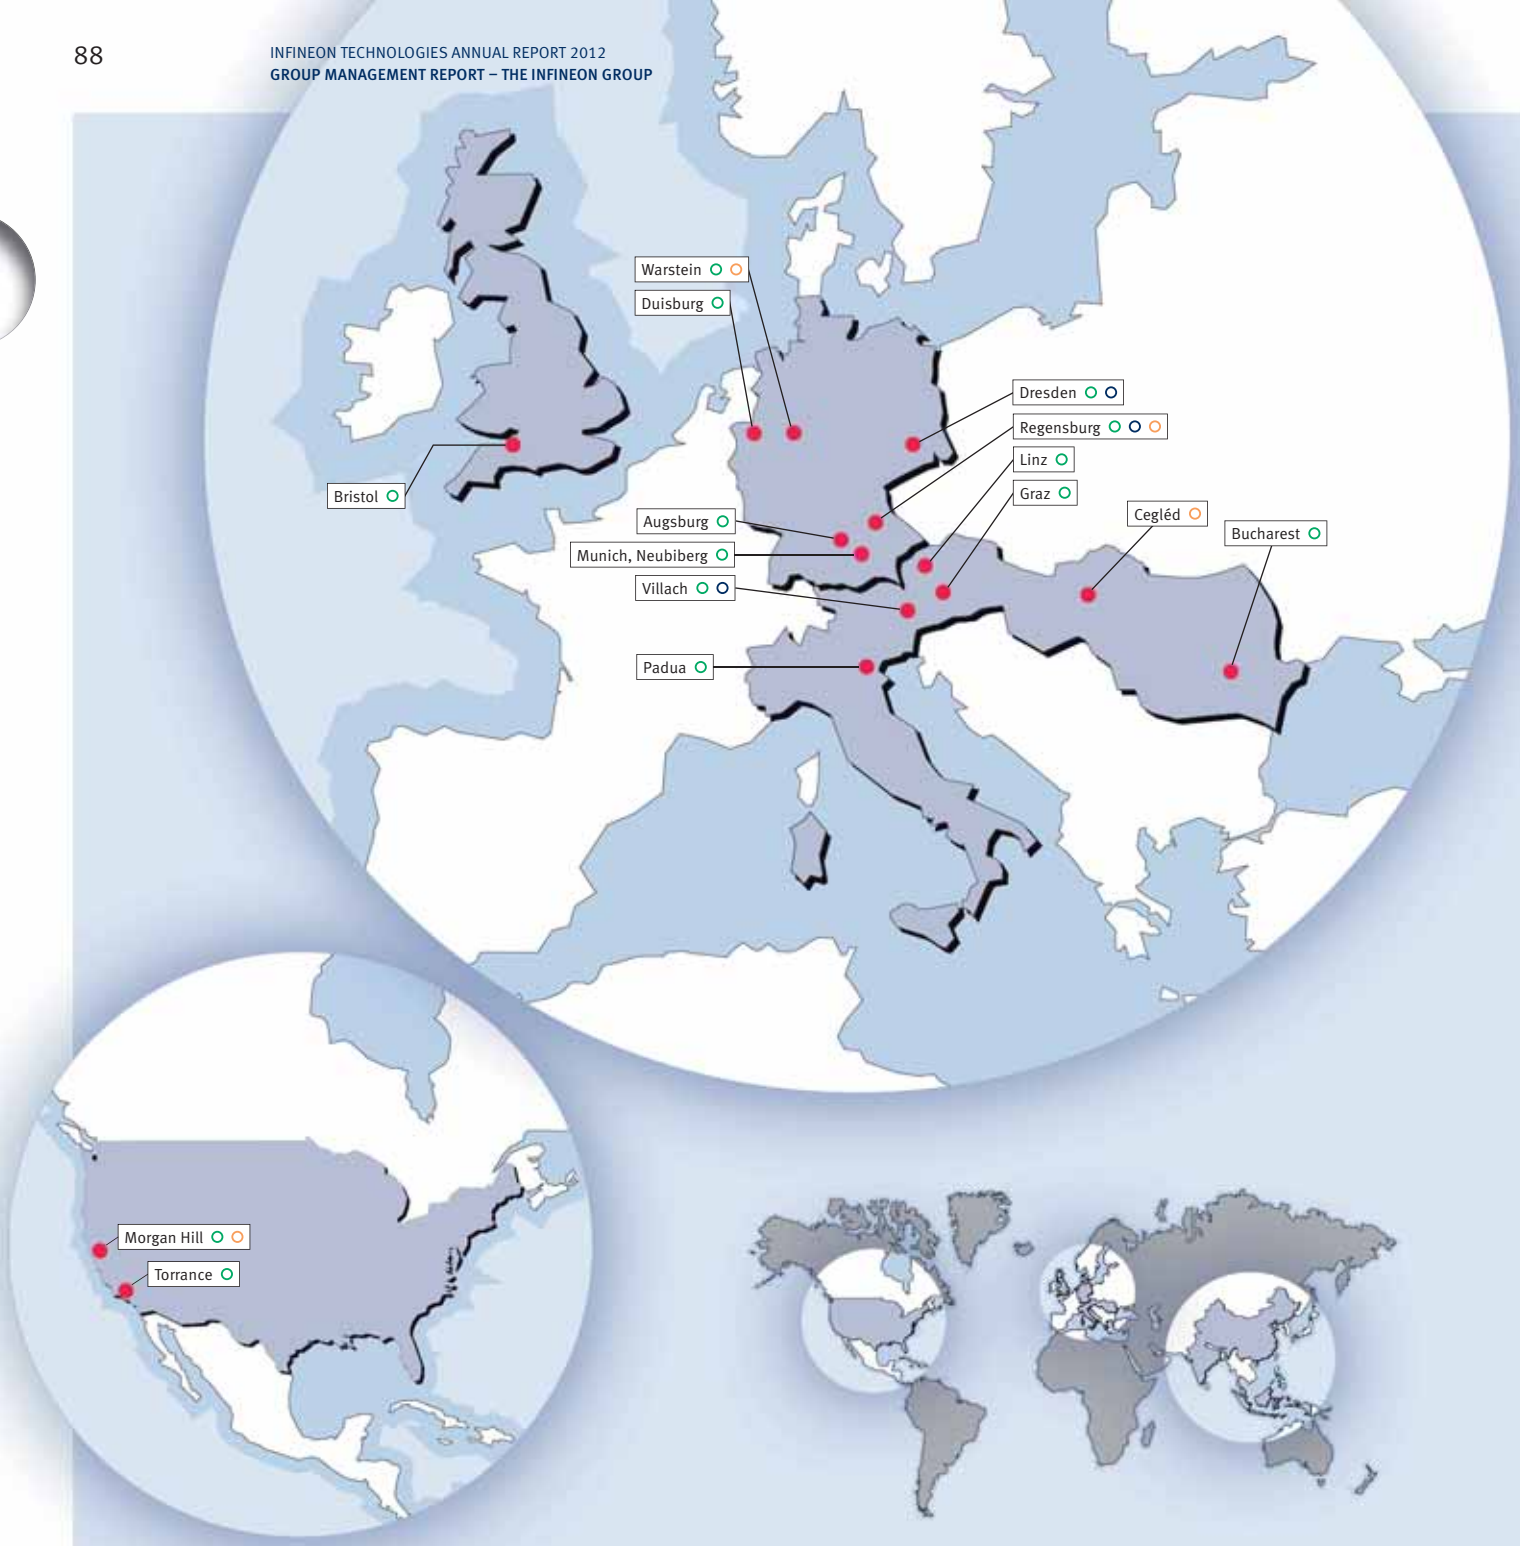 88
INFINEON TECHNOLOGIES ANNUAL REPORT 2012
GROUP MANAGEMENT REPORT – THE INFINEON GROUP
Warstein
Duisburg
Dresden
Regensburg
Linz
Graz
Bristol
Augsburg
Cegléd
Bucharest
Munich, Neubiberg
Villach
Padua
Morgan Hill
Torrance